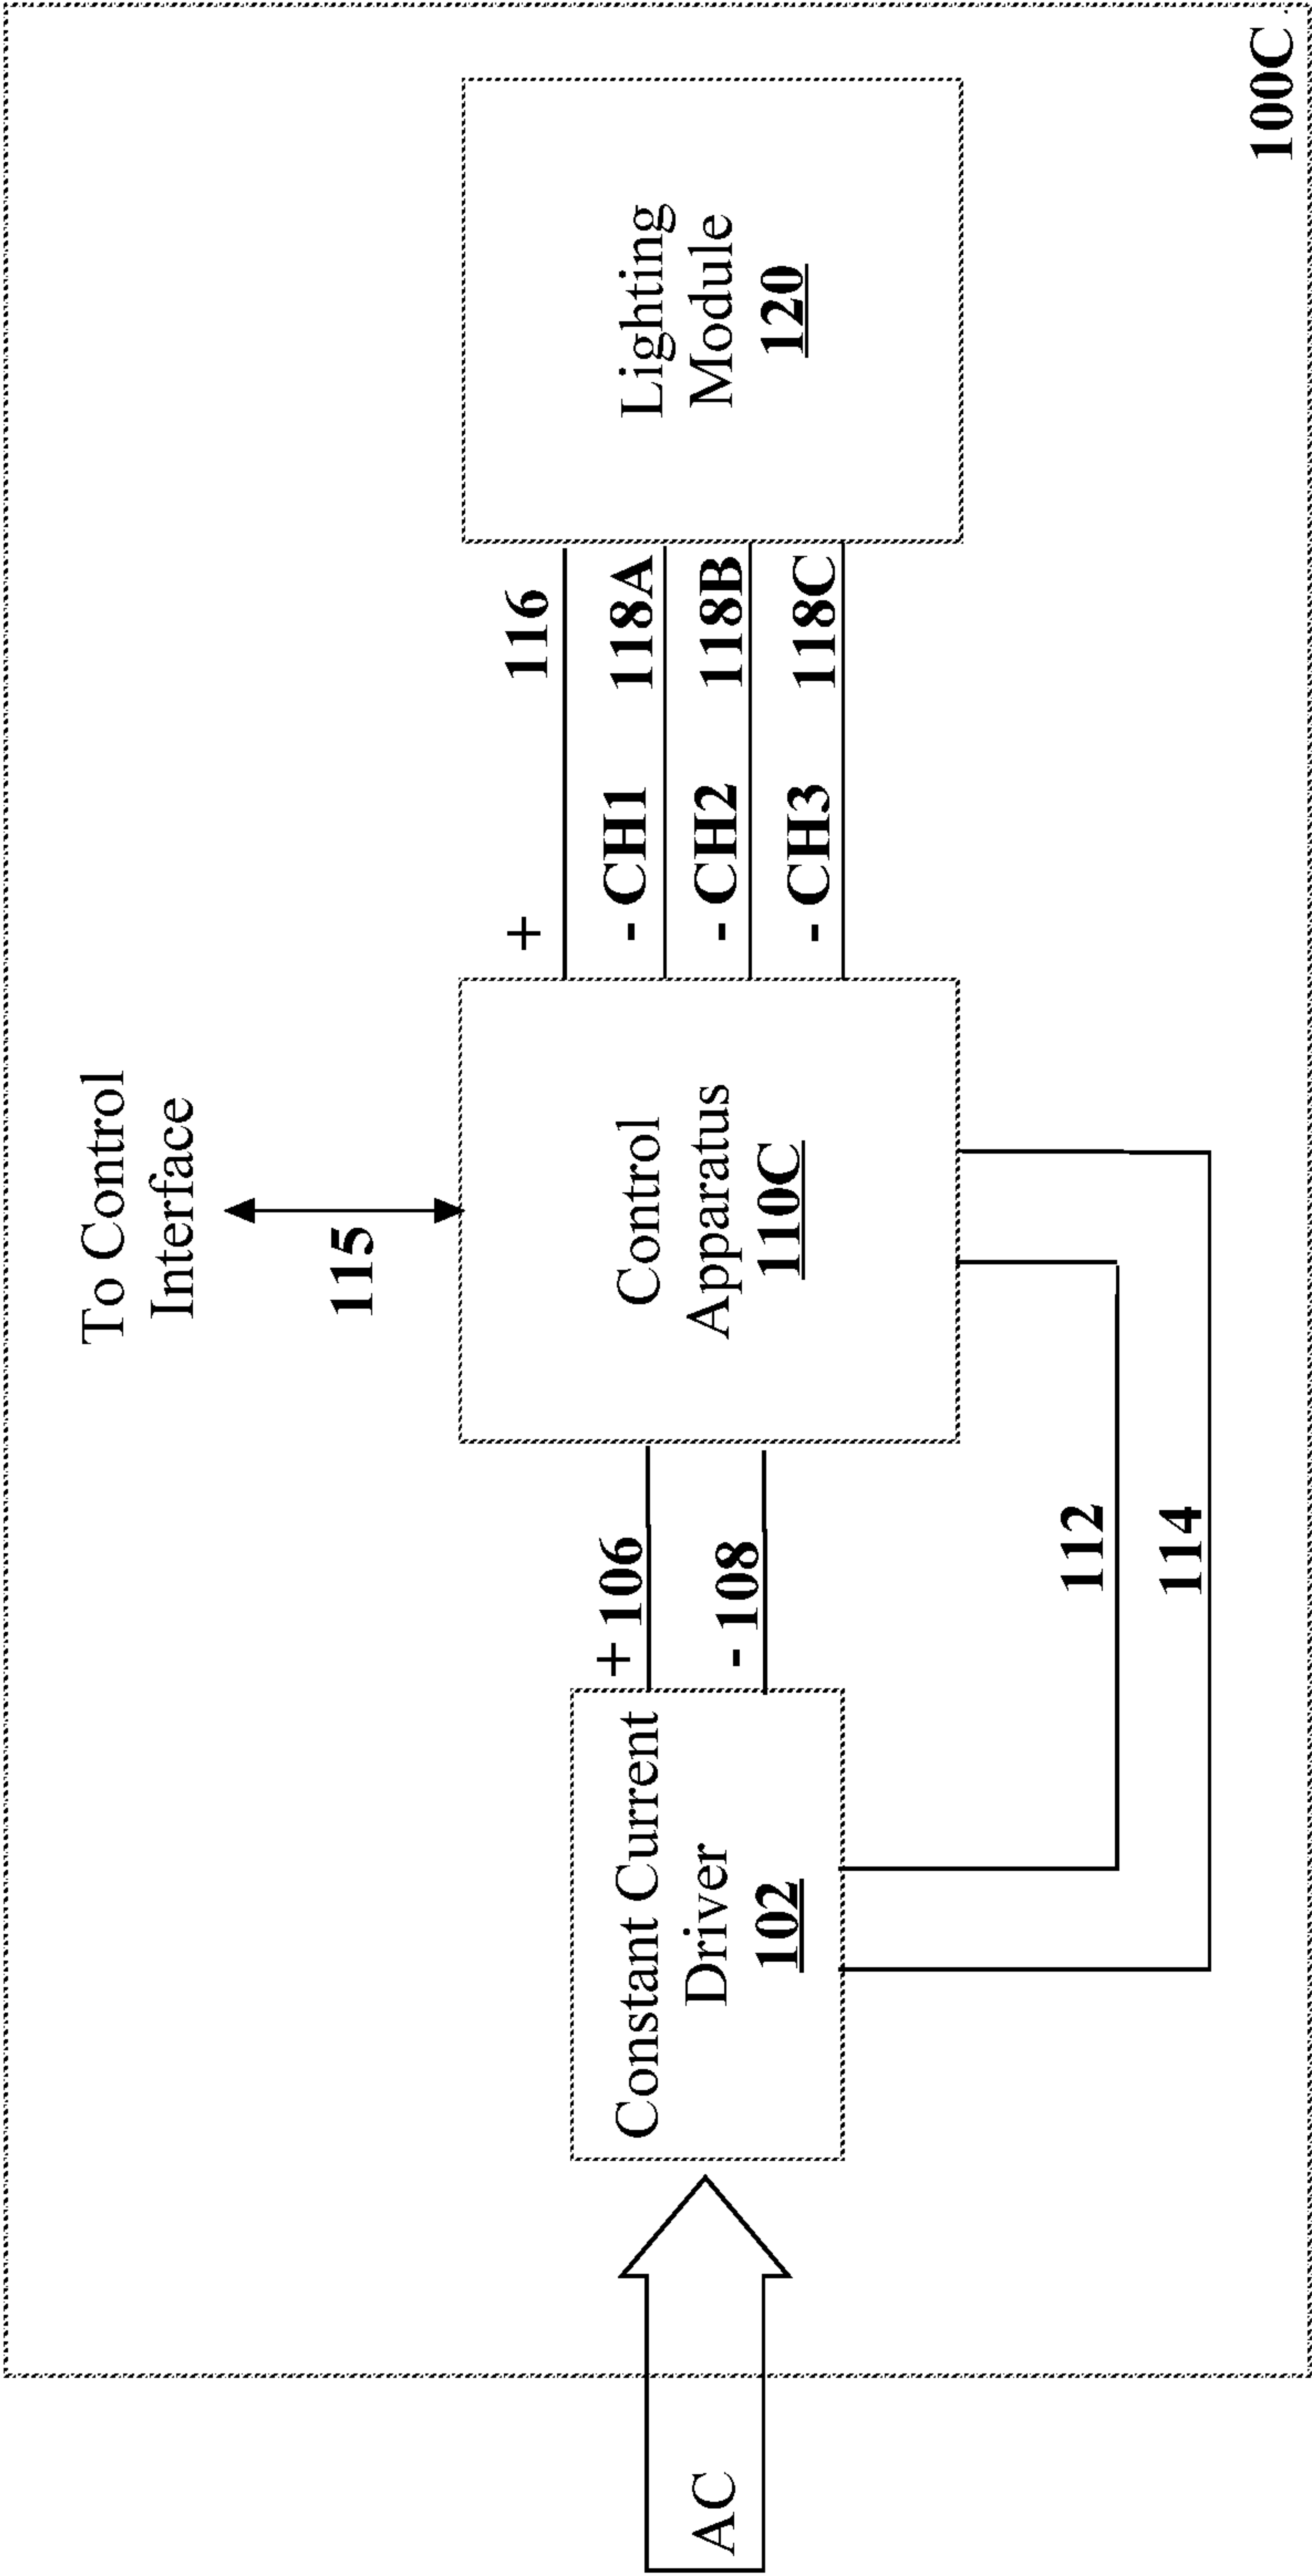 To Control
Interface
115
AC
Constant Current
Driver
102
+ 106
- 108
Control
Apparatus
110C
+ 116
- CH1 118A
- CH2 118B
- CH3 118C
Lighting
Module
120
112
114
100C